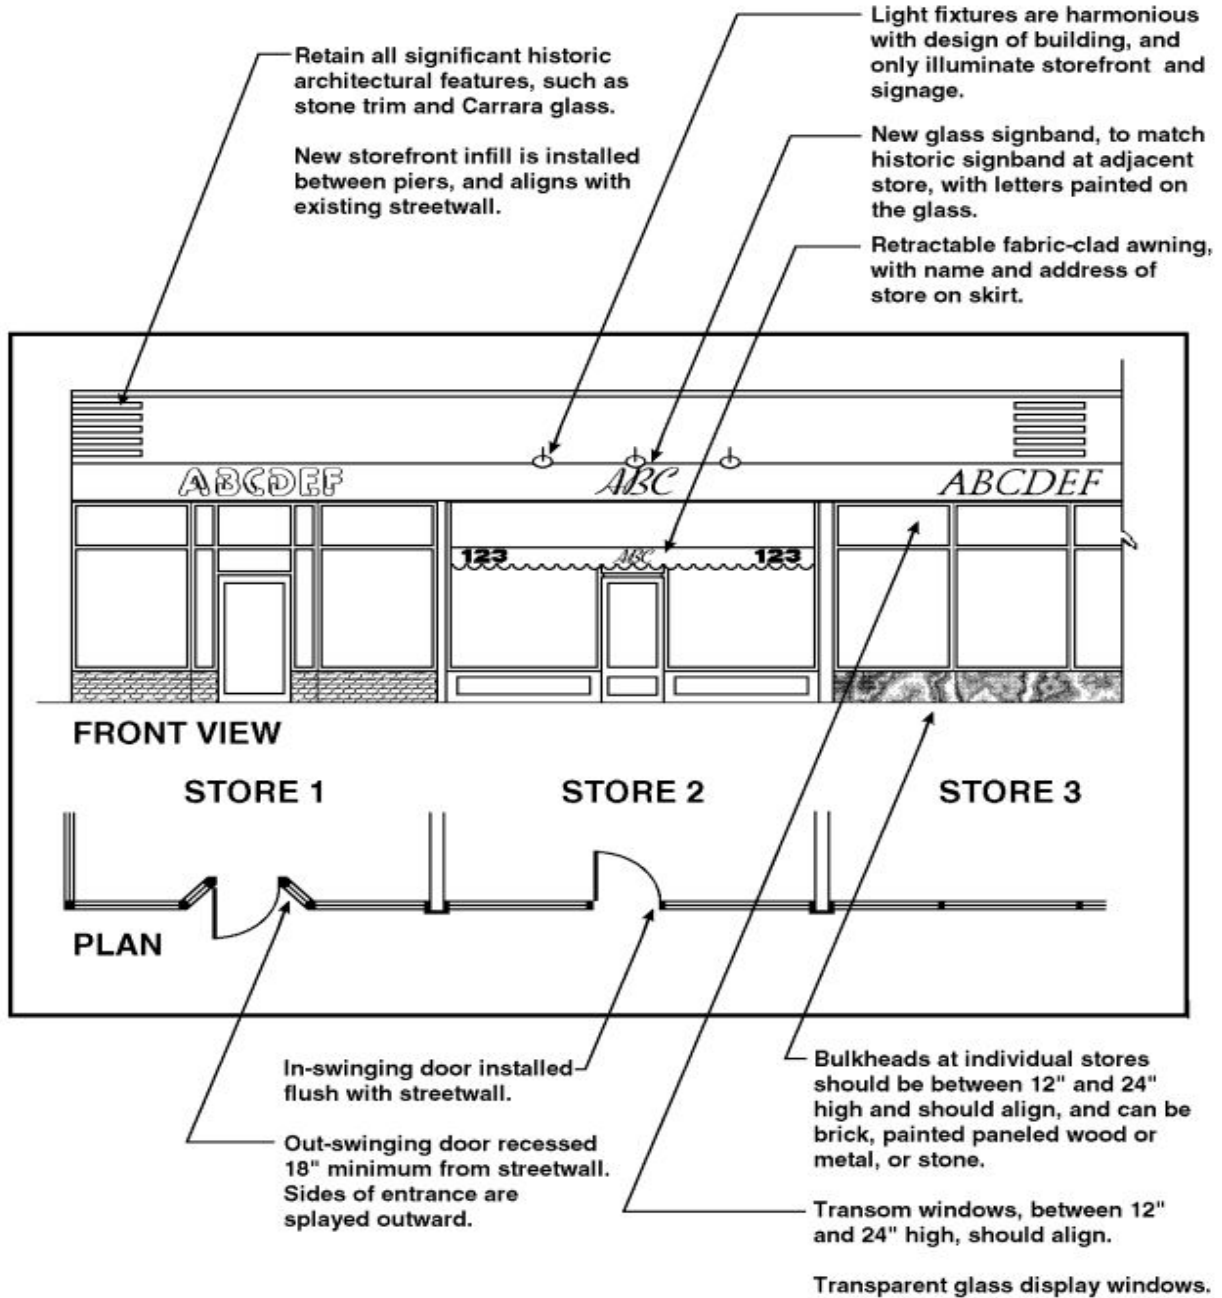 Light fixtures are harmonious
with design of building, and
only illuminate storefront and
signage.
Retain all significant historic
architectural features, such as
stone trim and Carrara glass.
New storefront infill is installed
between piers, and aligns with
existing streetwall.
New glass signband, to match
historic signband at adjacent
store, with letters painted on
the glass.
Retractable fabric-clad awning,
with name and address of
store on skirt.
ABCDEF
ABC
ABCDEF
123
ABC
123
FRONT VIEW
STORE 1
STORE 2
STORE 3
PLAN
In-swinging door installed
flush with streetwall.
Out-swinging door recessed
18" minimum from streetwall.
Sides of entrance are
splayed outward.
Bulkheads at individual stores
should be between 12" and 24"
high and should align, and can be
brick, painted paneled wood or
metal, or stone.
Transom windows, between 12"
and 24" high, should align.
Transparent glass display windows.